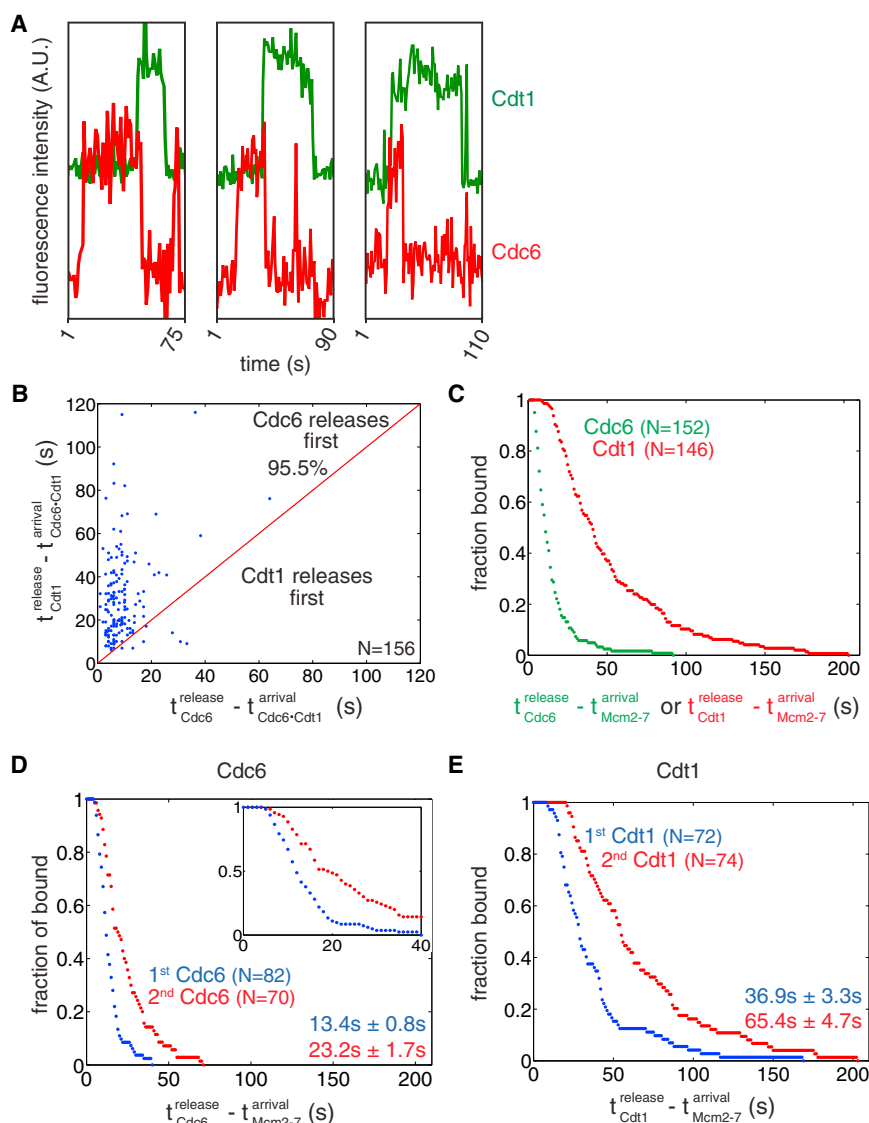 A
fluorescence intensity (A.U.)
Cdt1
Cdc6
1 75
1 90
1 110
time (s)
B
t release Cdt1 - t arrival Cdc6•Cdt1 (s)
120
100
80
60
40
20
0
Cdc6 releases
first
95.5%
Cdt1 releases
first
N=156
0 20 40 60 80 100 120
t release Cdc6 - t arrival Cdc6•Cdt1 (s)
C
fraction bound
1
0.8
0.6
0.4
0.2
0
Cdc6 (N=152)
Cdt1 (N=146)
0 50 100 150 200
t release Cdc6 - t arrival Mcm2-7 or t release Cdt1 - t arrival Mcm2-7 (s)
D
Cdc6
fraction of bound
1
0.8
0.6
0.4
0.2
0
1
0.5
0
0 20 40
1st Cdc6 (N=82)
2nd Cdc6 (N=70)
13.4s ± 0.8s
23.2s ± 1.7s
0 50 100 150 200
t release Cdc6 - t arrival Mcm2-7 (s)
E
Cdt1
fraction bound
1
0.8
0.6
0.4
0.2
0
1st Cdt1 (N=72)
2nd Cdt1 (N=74)
36.9s ± 3.3s
65.4s ± 4.7s
0 50 100 150 200
t release Cdt1 - t arrival Mcm2-7 (s)